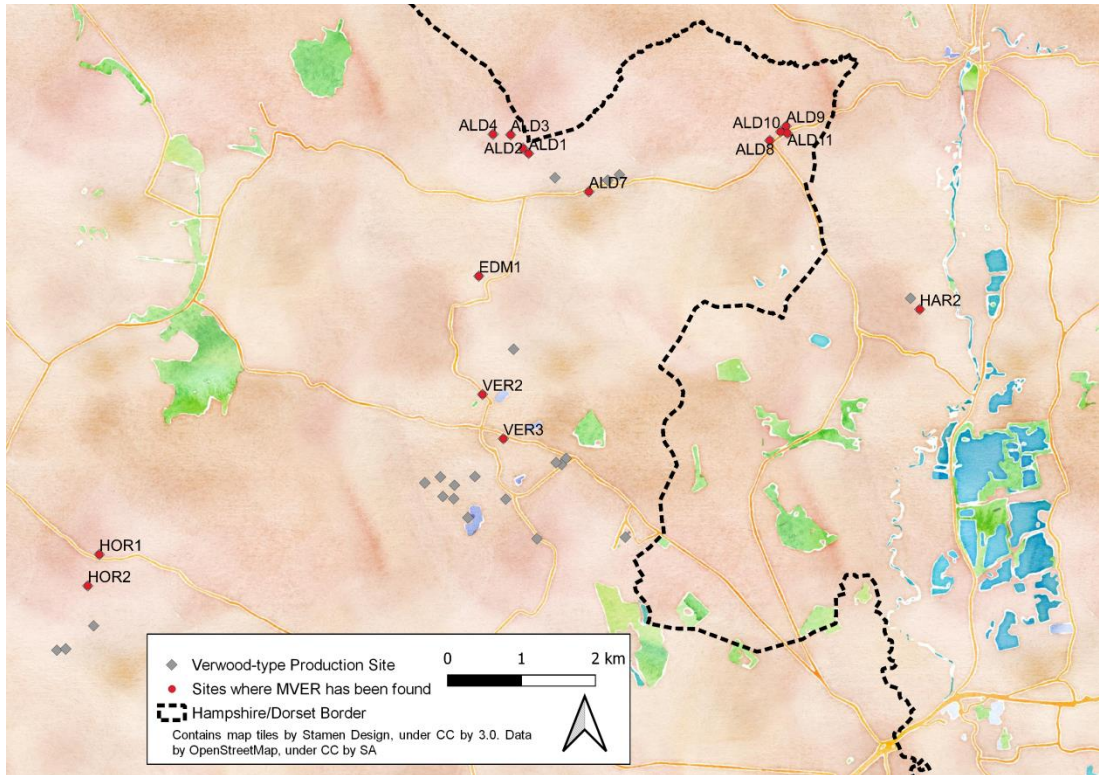 ALD4 ALD3
ALD2 ALD1
ALD10 ALD9
ALD8 ALD11
ALD7
EDM1
HAR2
VER2
VER3
HOR1
HOR2
Verwood-type Production Site
Sites where MVER has been found
Hampshire/Dorset Border
0 1 2 km
Contains map tiles by Stamen Design, under CC by 3.0. Data
by OpenStreetMap, under CC by SA